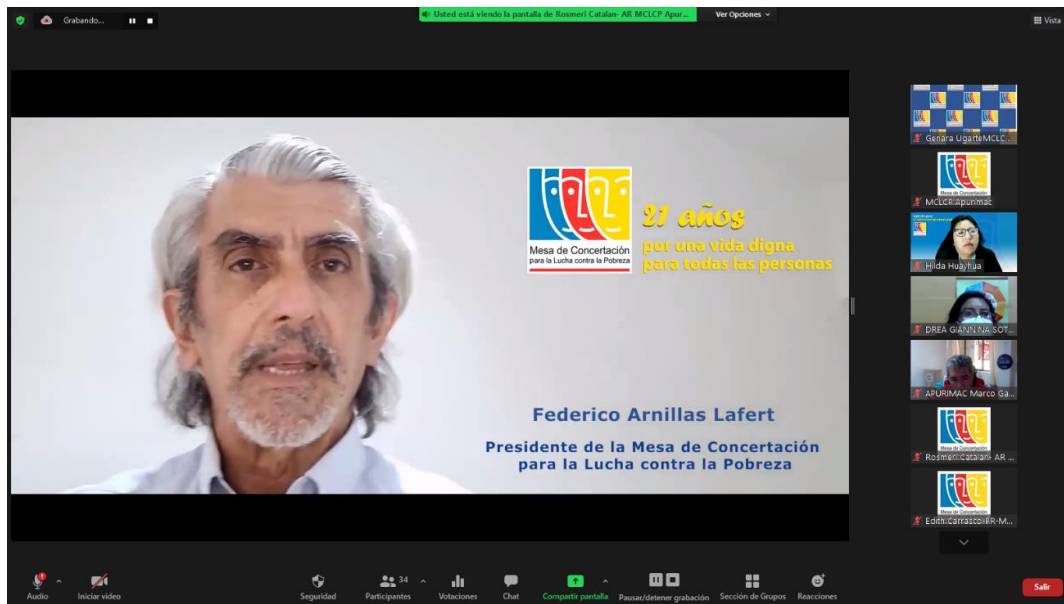 Grabando...
Usted está viendo la pantalla de Rosmeri Catalan- AR MCLCP Apur...
Ver Opciones
Vista
Mesa de Concertación
para la Lucha contra la Pobreza
21 años
por una vida digna
para todas las personas
Federico Arnillas Lafert
Presidente de la Mesa de Concertación
para la Lucha contra la Pobreza
Genara UgarteMCLC...
Mesa de Concertación
MCLCP Apurimac
Hilda Huayhua
DREA GIANNINA SOT...
APURIMAC Marco Ga...
Mesa de Concertación
Rosmeri Catalan- AR ...
Mesa de Concertación
Edith Carrasco-RR-M...
Audio
Iniciar video
Seguridad
34
Participantes
Votaciones
Chat
Compartir pantalla
Pausar/detener grabación
Sección de Grupos
Reacciones
Salir